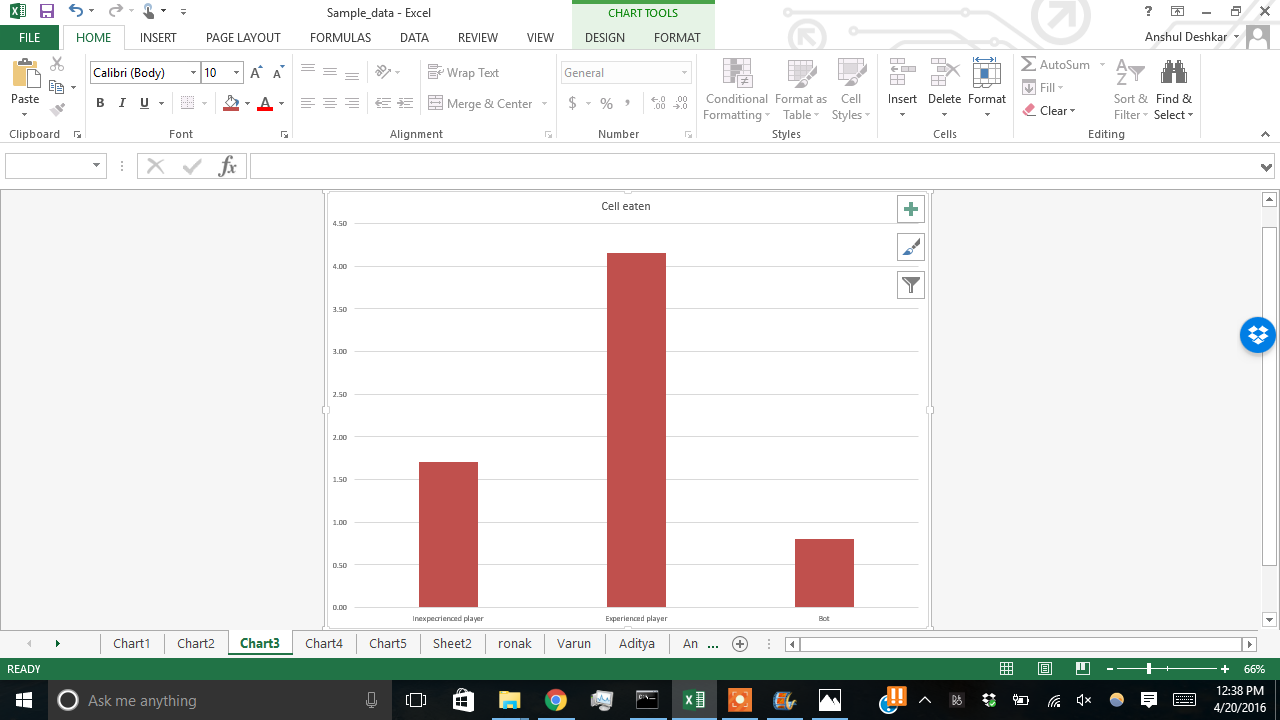 Sample_data - Excel
CHART TOOLS
?
FILE HOME INSERT PAGE LAYOUT FORMULAS DATA REVIEW VIEW DESIGN FORMAT Anshul Deshkar
Paste
Calibri (Body) 10 A A
B I U A
Wrap Text
Merge & Center
General
$ % ,
Conditional Formatting
Format as Table
Cell Styles
Insert Delete Format
AutoSum
Fill
Clear
Sort & Filter
Find & Select
Clipboard Font Alignment Number Styles Cells Editing
fx
Cell eaten
4.50
4.00
3.50
3.00
2.50
2.00
1.50
1.00
0.50
0.00
Inexpecrienced player Experienced player Bot
Chart1 Chart2 Chart3 Chart4 Chart5 Sheet2 ronak Varun Aditya An ...
READY 66%
Ask me anything
12:38 PM
4/20/2016